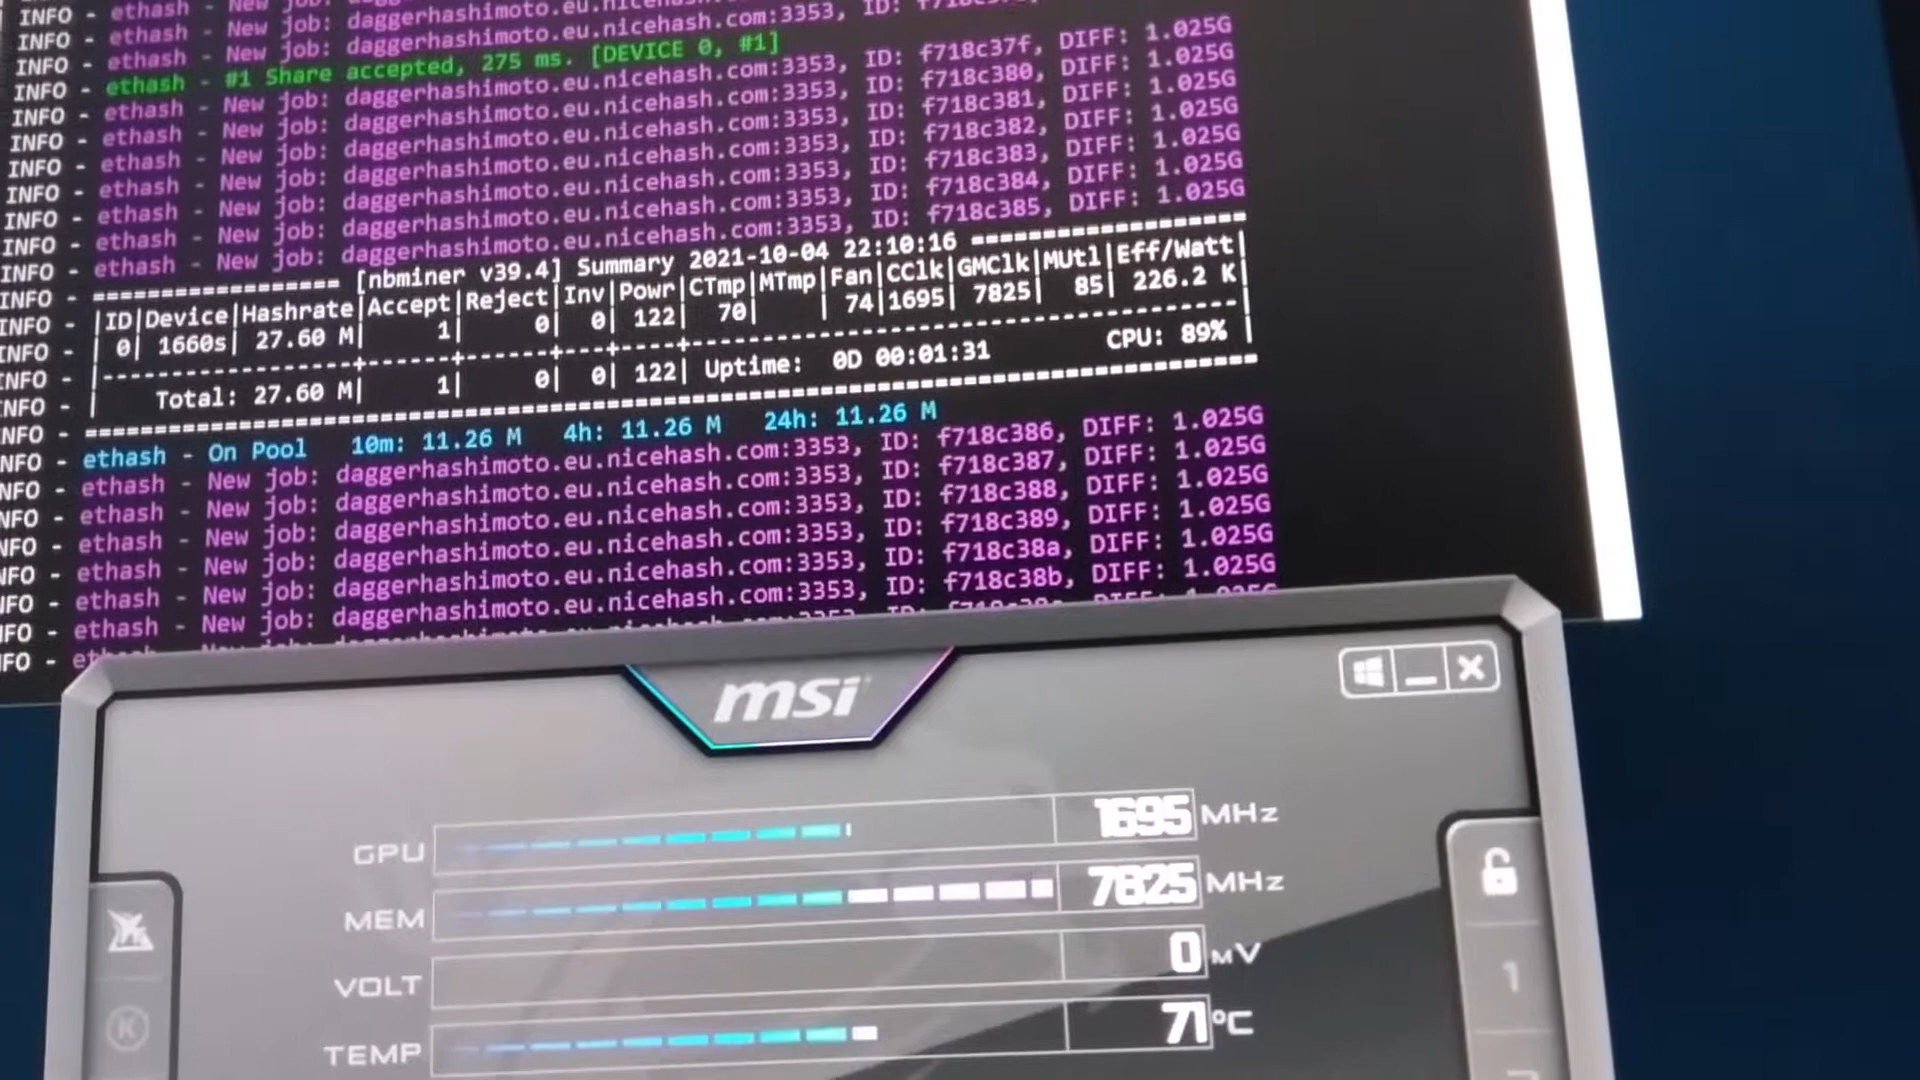 INFO - ethash - New job:
INFO - ethash - New job: daggerhashimoto.eu.nicehash.com:3353, ID:
INFO - ethash - New job: daggerhashimoto.eu.nicehash.com:3353, ID:
INFO - ethash - #1 Share accepted, 275 ms. [DEVICE 0, #1]
INFO - ethash - New job: daggerhashimoto.eu.nicehash.com:3353, ID: f718c37f, DIFF: 1.025G
INFO - ethash - New job: daggerhashimoto.eu.nicehash.com:3353, ID: f718c380, DIFF: 1.025G
INFO - ethash - New job: daggerhashimoto.eu.nicehash.com:3353, ID: f718c381, DIFF: 1.025G
INFO - ethash - New job: daggerhashimoto.eu.nicehash.com:3353, ID: f718c382, DIFF: 1.025G
INFO - ethash - New job: daggerhashimoto.eu.nicehash.com:3353, ID: f718c383, DIFF: 1.025G
INFO - ethash - New job: daggerhashimoto.eu.nicehash.com:3353, ID: f718c384, DIFF: 1.025G
INFO - ethash - New job: daggerhashimoto.eu.nicehash.com:3353, ID: f718c385, DIFF: 1.025G
INFO - ================== [nbminer v39.4] Summary 2021-10-04 22:10:16 ===================
INFO - |ID|Device|Hashrate|Accept|Reject|Inv|Powr|CTmp|MTmp|Fan|CClk|GMClk|MUtl|Eff/Watt|
INFO - | 0| 1660s| 27.60 M| 1| 0| 0| 122| 70| | 74|1695| 7825| 85| 226.2 K|
INFO - |-------------------+------+------+---+----+------------------------------------|
INFO - | Total: 27.60 M| 1| 0| 0| 122| Uptime: 0D 00:01:31 CPU: 89% |
INFO - ================================================================
INFO - ethash - On Pool 10m: 11.26 M 4h: 11.26 M 24h: 11.26 M
INFO - ethash - New job: daggerhashimoto.eu.nicehash.com:3353, ID: f718c386, DIFF: 1.025G
NFO - ethash - New job: daggerhashimoto.eu.nicehash.com:3353, ID: f718c387, DIFF: 1.025G
NFO - ethash - New job: daggerhashimoto.eu.nicehash.com:3353, ID: f718c388, DIFF: 1.025G
NFO - ethash - New job: daggerhashimoto.eu.nicehash.com:3353, ID: f718c389, DIFF: 1.025G
NFO - ethash - New job: daggerhashimoto.eu.nicehash.com:3353, ID: f718c38a, DIFF: 1.025G
NFO - ethash - New job: daggerhashimoto.eu.nicehash.com:3353, ID: f718c38b, DIFF: 1.025G
FO -
msi
GPU 1695 MHz
MEM 7825 MHz
VOLT 0 mV
TEMP 71 °C
K
1